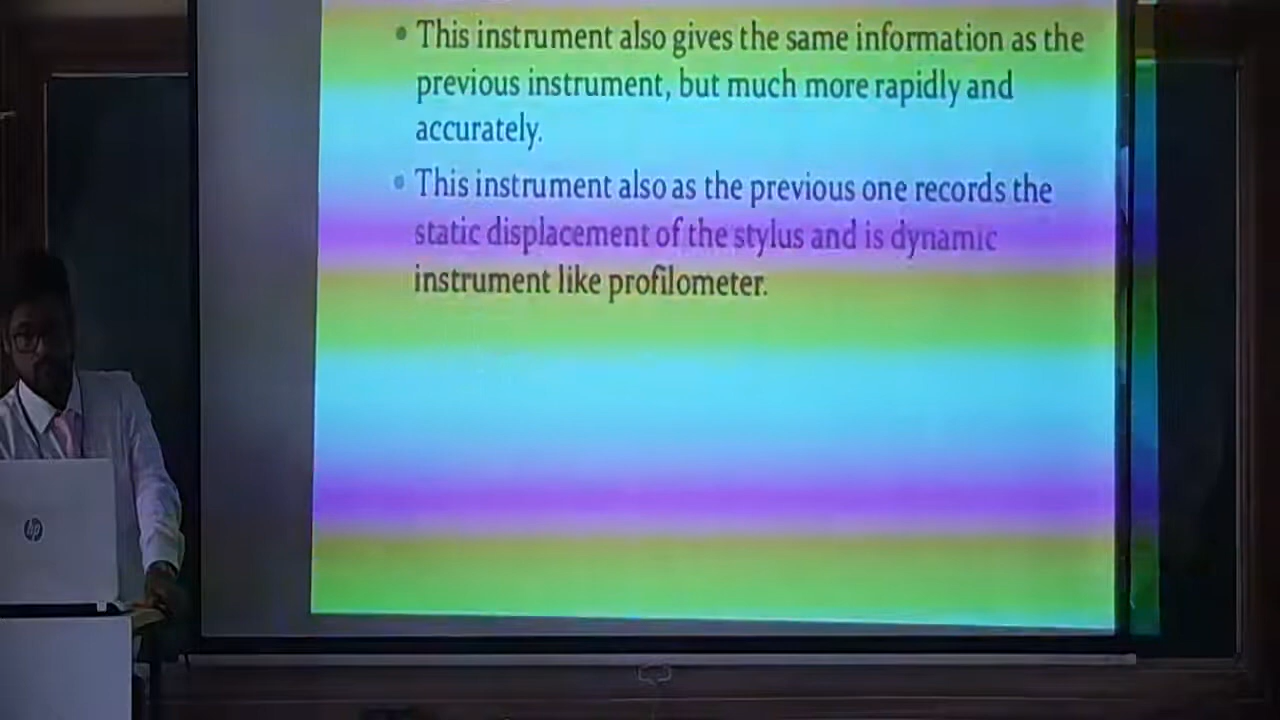 • This instrument also gives the same information as the
previous instrument, but much more rapidly and
accurately.
• This instrument also as the previous one records the
static displacement of the stylus and is dynamic
instrument like profilometer.
hp